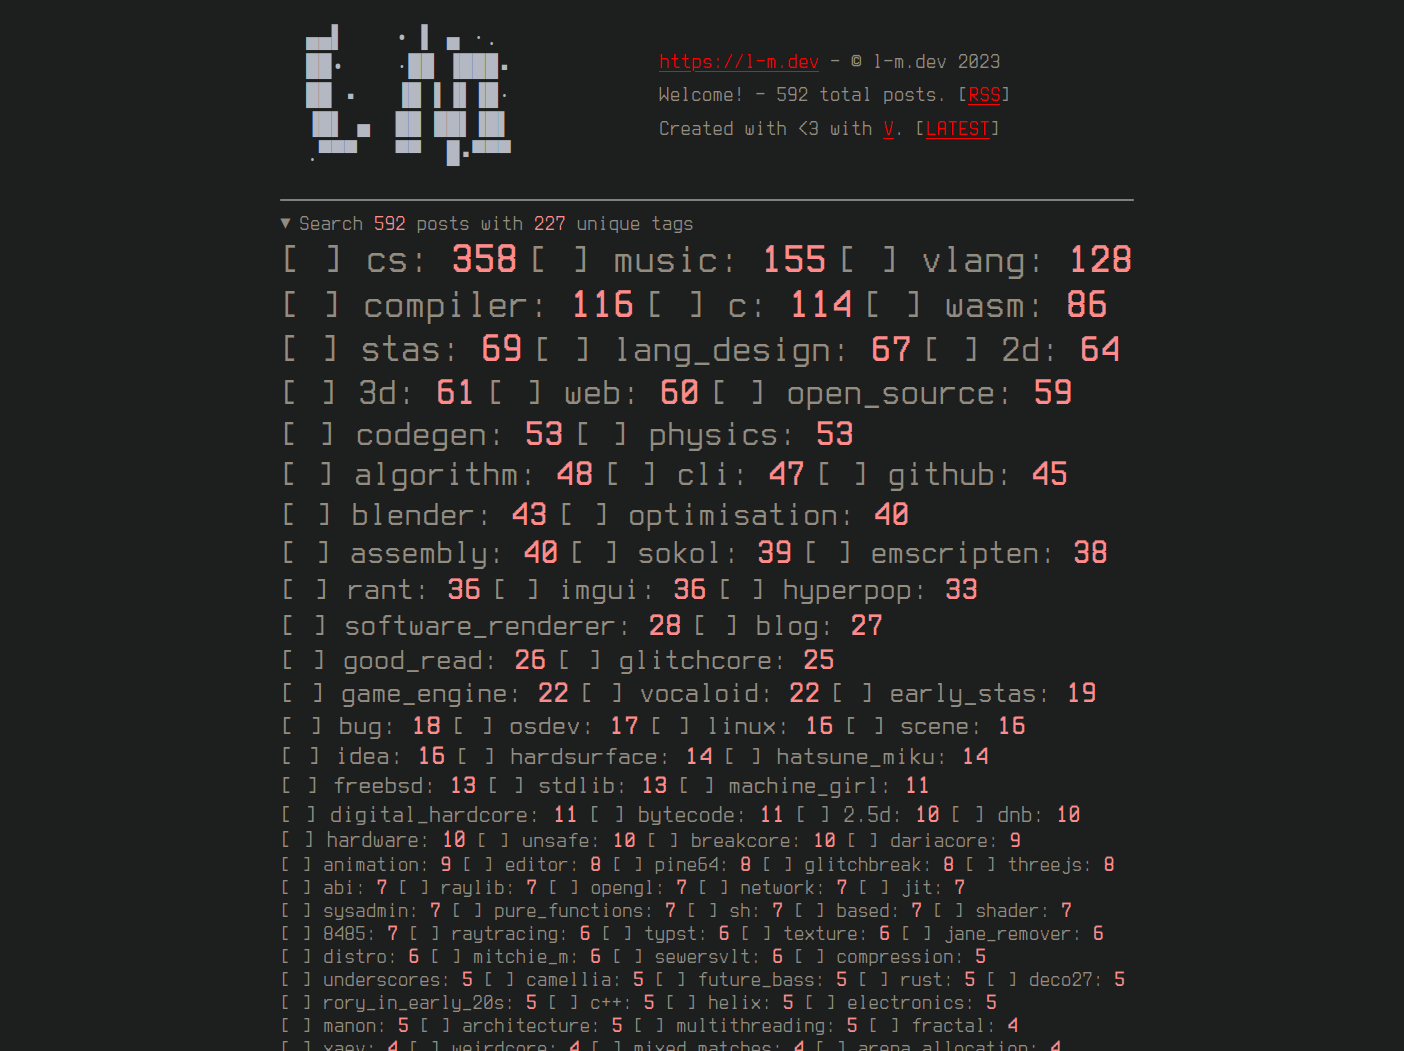 https://l-m.dev - © l-m.dev 2023
Welcome! - 592 total posts. [RSS]
Created with <3 with V. [LATEST]
▼ Search 592 posts with 227 unique tags
[ ] cs: 358 [ ] music: 155 [ ] vlang: 128
[ ] compiler: 116 [ ] c: 114 [ ] wasm: 86
[ ] stas: 69 [ ] lang_design: 67 [ ] 2d: 64
[ ] 3d: 61 [ ] web: 60 [ ] open_source: 59
[ ] codegen: 53 [ ] physics: 53
[ ] algorithm: 48 [ ] cli: 47 [ ] github: 45
[ ] blender: 43 [ ] optimisation: 40
[ ] assembly: 40 [ ] sokol: 39 [ ] emscripten: 38
[ ] rant: 36 [ ] imgui: 36 [ ] hyperpop: 33
[ ] software_renderer: 28 [ ] blog: 27
[ ] good_read: 26 [ ] glitchcore: 25
[ ] game_engine: 22 [ ] vocaloid: 22 [ ] early_stas: 19
[ ] bug: 18 [ ] osdev: 17 [ ] linux: 16 [ ] scene: 16
[ ] idea: 16 [ ] hardsurface: 14 [ ] hatsune_miku: 14
[ ] freebsd: 13 [ ] stdlib: 13 [ ] machine_girl: 11
[ ] digital_hardcore: 11 [ ] bytecode: 11 [ ] 2.5d: 10 [ ] dnb: 10
[ ] hardware: 10 [ ] unsafe: 10 [ ] breakcore: 10 [ ] dariacore: 9
[ ] animation: 9 [ ] editor: 8 [ ] pine64: 8 [ ] glitchbreak: 8 [ ] threejs: 8
[ ] abi: 7 [ ] raylib: 7 [ ] opengl: 7 [ ] network: 7 [ ] jit: 7
[ ] sysadmin: 7 [ ] pure_functions: 7 [ ] sh: 7 [ ] based: 7 [ ] shader: 7
[ ] 8485: 7 [ ] raytracing: 6 [ ] typst: 6 [ ] texture: 6 [ ] jane_remover: 6
[ ] distro: 6 [ ] mitchie_m: 6 [ ] sewersvlt: 6 [ ] compression: 5
[ ] underscores: 5 [ ] camellia: 5 [ ] future_bass: 5 [ ] rust: 5 [ ] deco27: 5
[ ] rory_in_early_20s: 5 [ ] c++: 5 [ ] helix: 5 [ ] electronics: 5
[ ] manon: 5 [ ] architecture: 5 [ ] multithreading: 5 [ ] fractal: 4
[ ] xaev: 4 [ ] weirdcore: 4 [ ] mixed_matches: 4 [ ] arena_allocation: 4